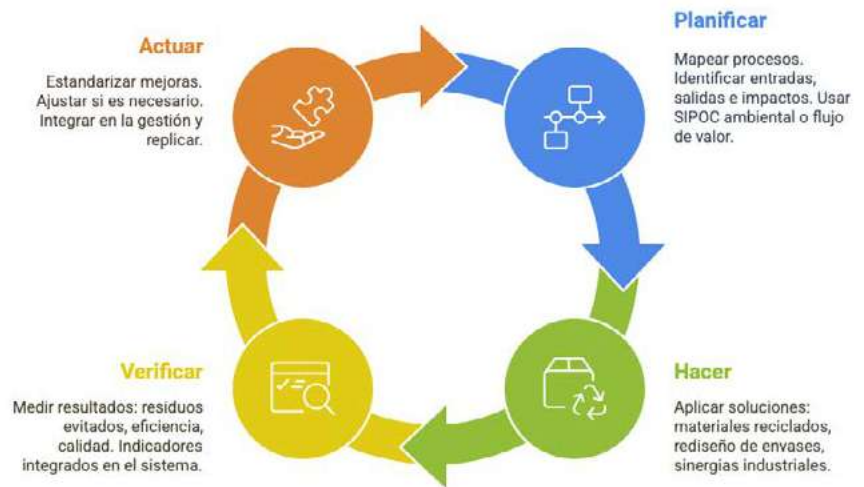 Actuar
Estandarizar mejoras.
Ajustar si es necesario.
Integrar en la gestión y
replicar.
Planificar
Mapear procesos.
Identificar entradas,
salidas e impactos. Usar
SIPOC ambiental o flujo
de valor.
Verificar
Medir resultados: residuos
evitados, eficiencia,
calidad. Indicadores
integrados en el sistema.
Hacer
Aplicar soluciones:
materiales reciclados,
rediseño de envases,
sinergias industriales.